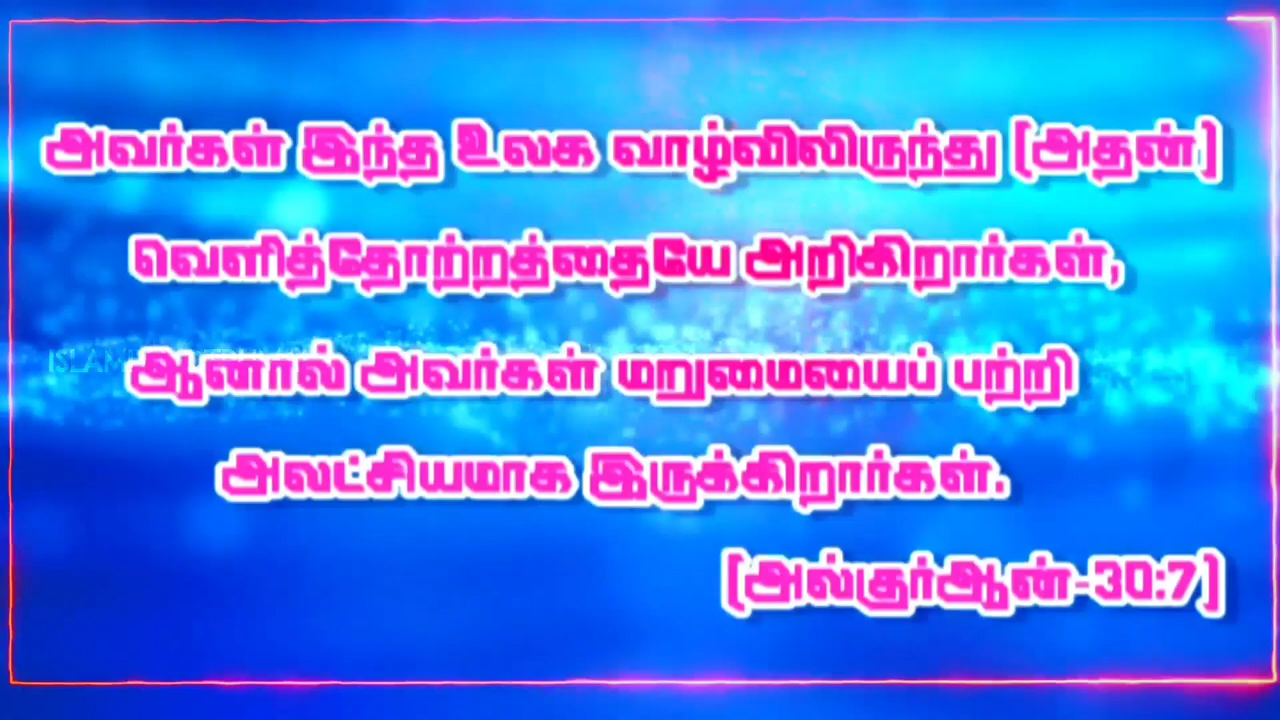 அவர்கள் இந்த உலக வாழ்விலிருந்து (அதன்)
வெளித்தோற்றத்தையே அறிகிறார்கள்,
ஆனால் அவர்கள் மறுமையைப் பற்றி
அலட்சியமாக இருக்கிறார்கள்.
(அல்குர்ஆன்-30:7)